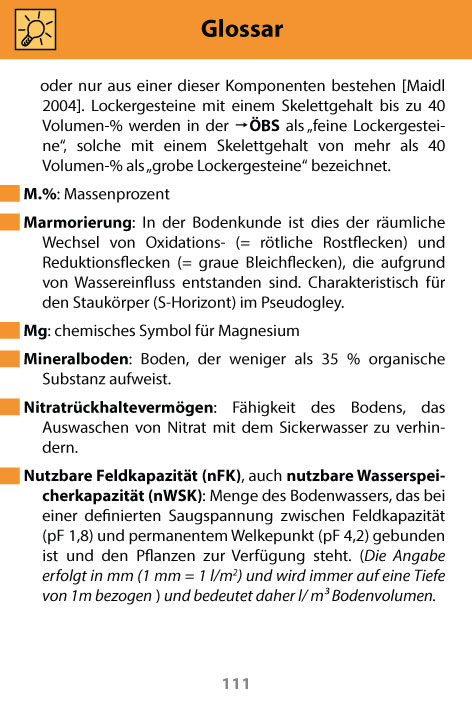 Glossar
oder nur aus einer dieser Komponenten bestehen [Maidl
2004]. Lockergesteine mit einem Skelettgehalt bis zu 40
Volumen-% werden in der →ÖBS als „feine Lockergestei-
ne“, solche mit einem Skelettgehalt von mehr als 40
Volumen-% als „grobe Lockergesteine“ bezeichnet.
M.%: Massenprozent
Marmorierung: In der Bodenkunde ist dies der räumliche
Wechsel von Oxidations- (= rötliche Rostflecken) und
Reduktionsflecken (= graue Bleichflecken), die aufgrund
von Wassereinfluss entstanden sind. Charakteristisch für
den Staukörper (S-Horizont) im Pseudogley.
Mg: chemisches Symbol für Magnesium
Mineralboden: Boden, der weniger als 35 % organische
Substanz aufweist.
Nitratrückhaltevermögen: Fähigkeit des Bodens, das
Auswaschen von Nitrat mit dem Sickerwasser zu verhin-
dern.
Nutzbare Feldkapazität (nFK), auch nutzbare Wasserspei-
cherkapazität (nWSK): Menge des Bodenwassers, das bei
einer definierten Saugspannung zwischen Feldkapazität
(pF 1,8) und permanentem Welkepunkt (pF 4,2) gebunden
ist und den Pflanzen zur Verfügung steht. (Die Angabe
erfolgt in mm (1 mm = 1 l/m²) und wird immer auf eine Tiefe
von 1m bezogen ) und bedeutet daher l/ m³ Bodenvolumen.
111